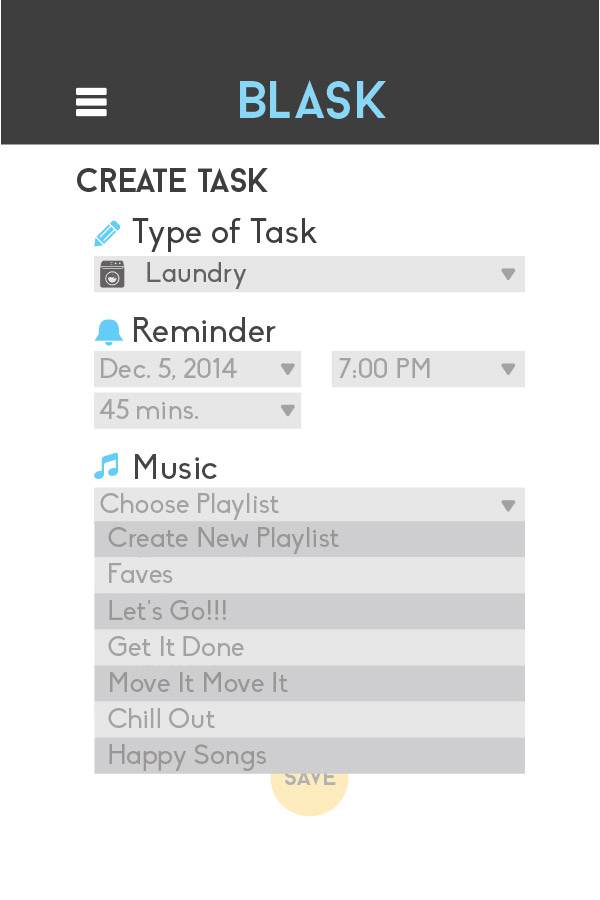 BLASK
CREATE TASK
Type of Task
Laundry
Reminder
Dec. 5, 2014 7:00 PM
45 mins.
Music
Choose Playlist
Create New Playlist
Faves
Let's Go!!!
Get It Done
Move It Move It
Chill Out
Happy Songs
SAVE